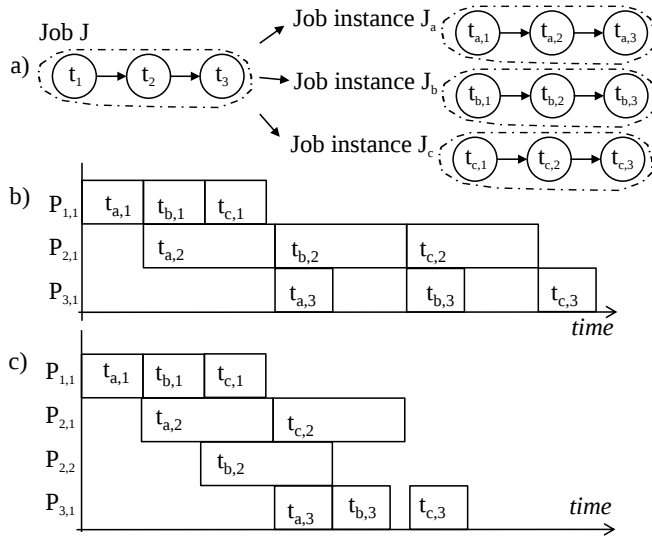 Job J
a) t1 t2 t3
Job instance Ja
ta,1 ta,2 ta,3
Job instance Jb
tb,1 tb,2 tb,3
Job instance Jc
tc,1 tc,2 tc,3
b)
P1,1 ta,1 tb,1 tc,1
P2,1 ta,2 tb,2 tc,2
P3,1 ta,3 tb,3 tc,3
time
c)
P1,1 ta,1 tb,1 tc,1
P2,1 ta,2 tc,2
P2,2 tb,2
P3,1 ta,3 tb,3 tc,3
time